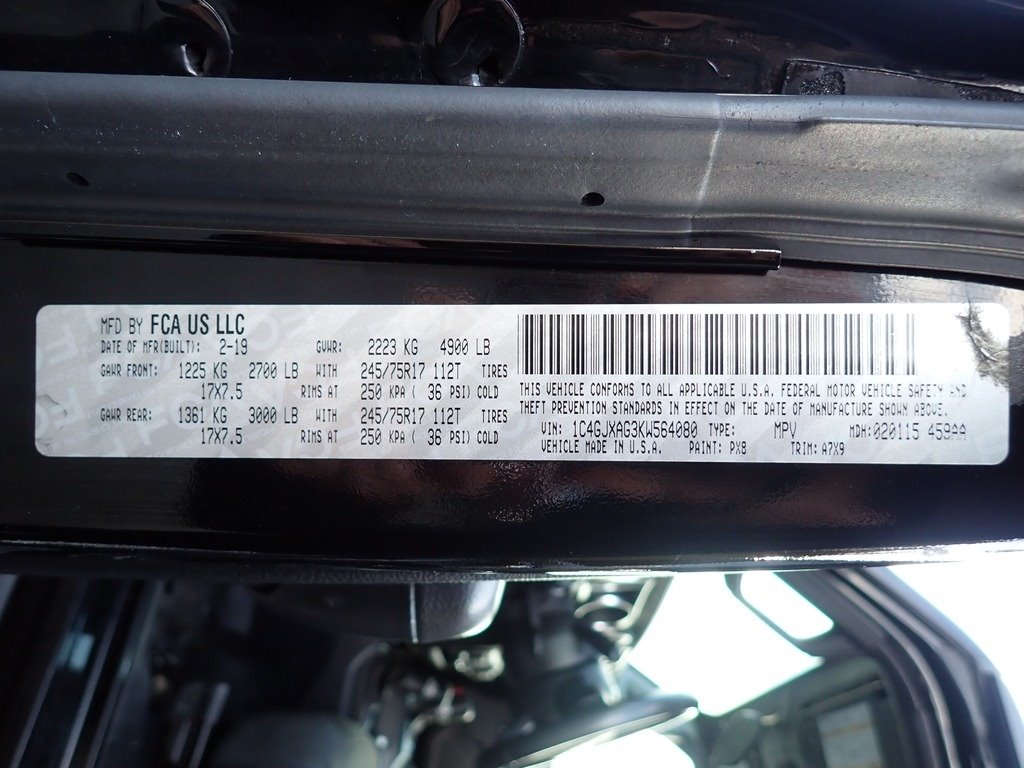 MFD BY FCA US LLC
DATE OF MFR(BUILT): 2-19 GVWR: 2223 KG 4900 LB
GAWR FRONT: 1225 KG 2700 LB WITH 245/75R17 112T TIRES
17X7.5 RIMS AT 250 KPA ( 36 PSI) COLD
GAWR REAR: 1361 KG 3000 LB WITH 245/75R17 112T TIRES
17X7.5 RIMS AT 250 KPA ( 36 PSI) COLD
THIS VEHICLE CONFORMS TO ALL APPLICABLE U.S.A. FEDERAL MOTOR VEHICLE SAFETY AND
THEFT PREVENTION STANDARDS IN EFFECT ON THE DATE OF MANUFACTURE SHOWN ABOVE.
VIN: 1C4GJXAG3KW564080 TYPE: MPV MDH:020115 459AA
VEHICLE MADE IN U.S.A. PAINT: PX8 TRIM: A7X9